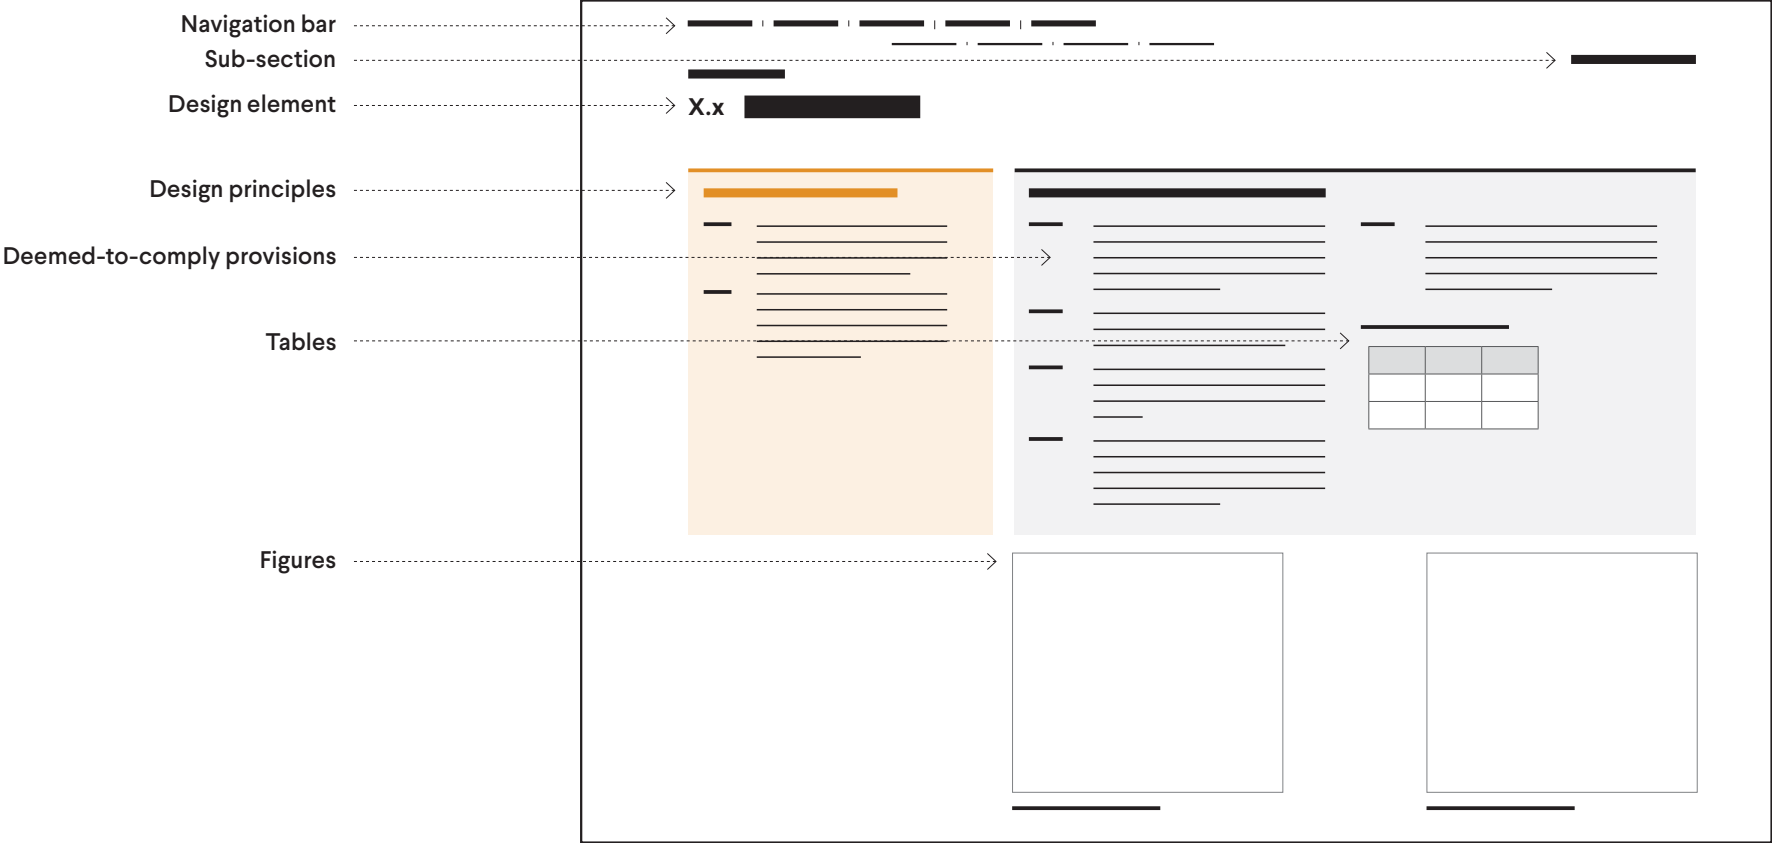 Navigation bar
Sub-section
Design element
X.x
Design principles
Deemed-to-comply provisions
Tables
Figures